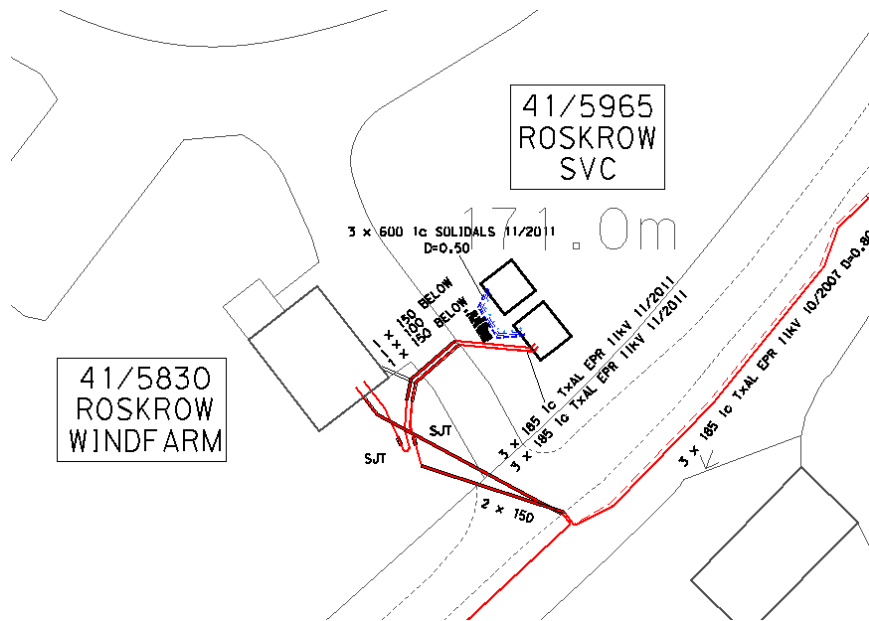 41/5965
ROSKROW
SVC
171.0m
3 x 600 1c SOLIDALS 11/2011
D=0.50
1 x 150 BELOW
1 x 100
1 x 150 BELOW
3 x 185 1c TxAL EPR 11KV 11/2011
3 x 185 1c TxAL EPR 11KV 11/2011
3 x 185 1c TxAL EPR 11KV 10/2007 D=0.80
41/5830
ROSKROW
WINDFARM
SJT
SJT
2 x 150